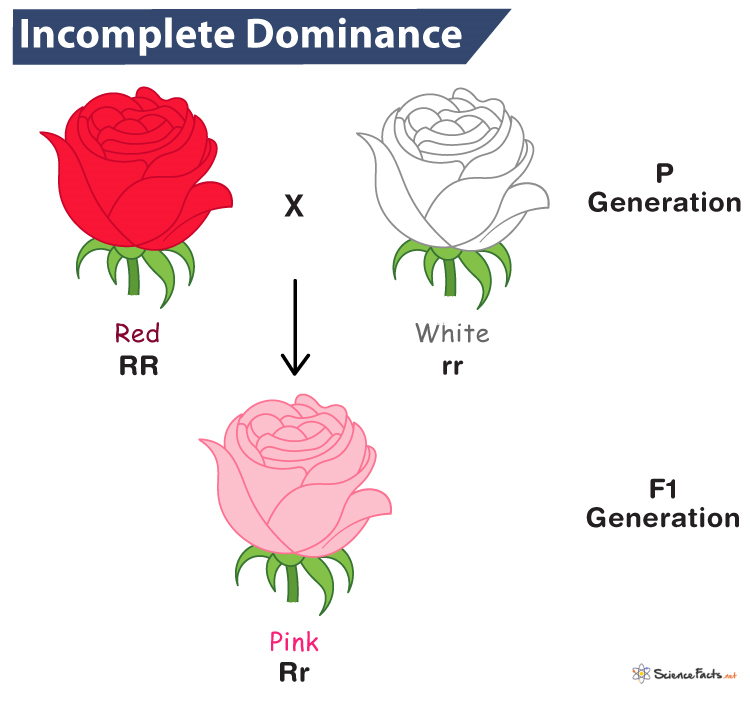 Incomplete Dominance
X
P
Generation
Red
RR
White
rr
F1
Generation
Pink
Rr
ScienceFacts.net